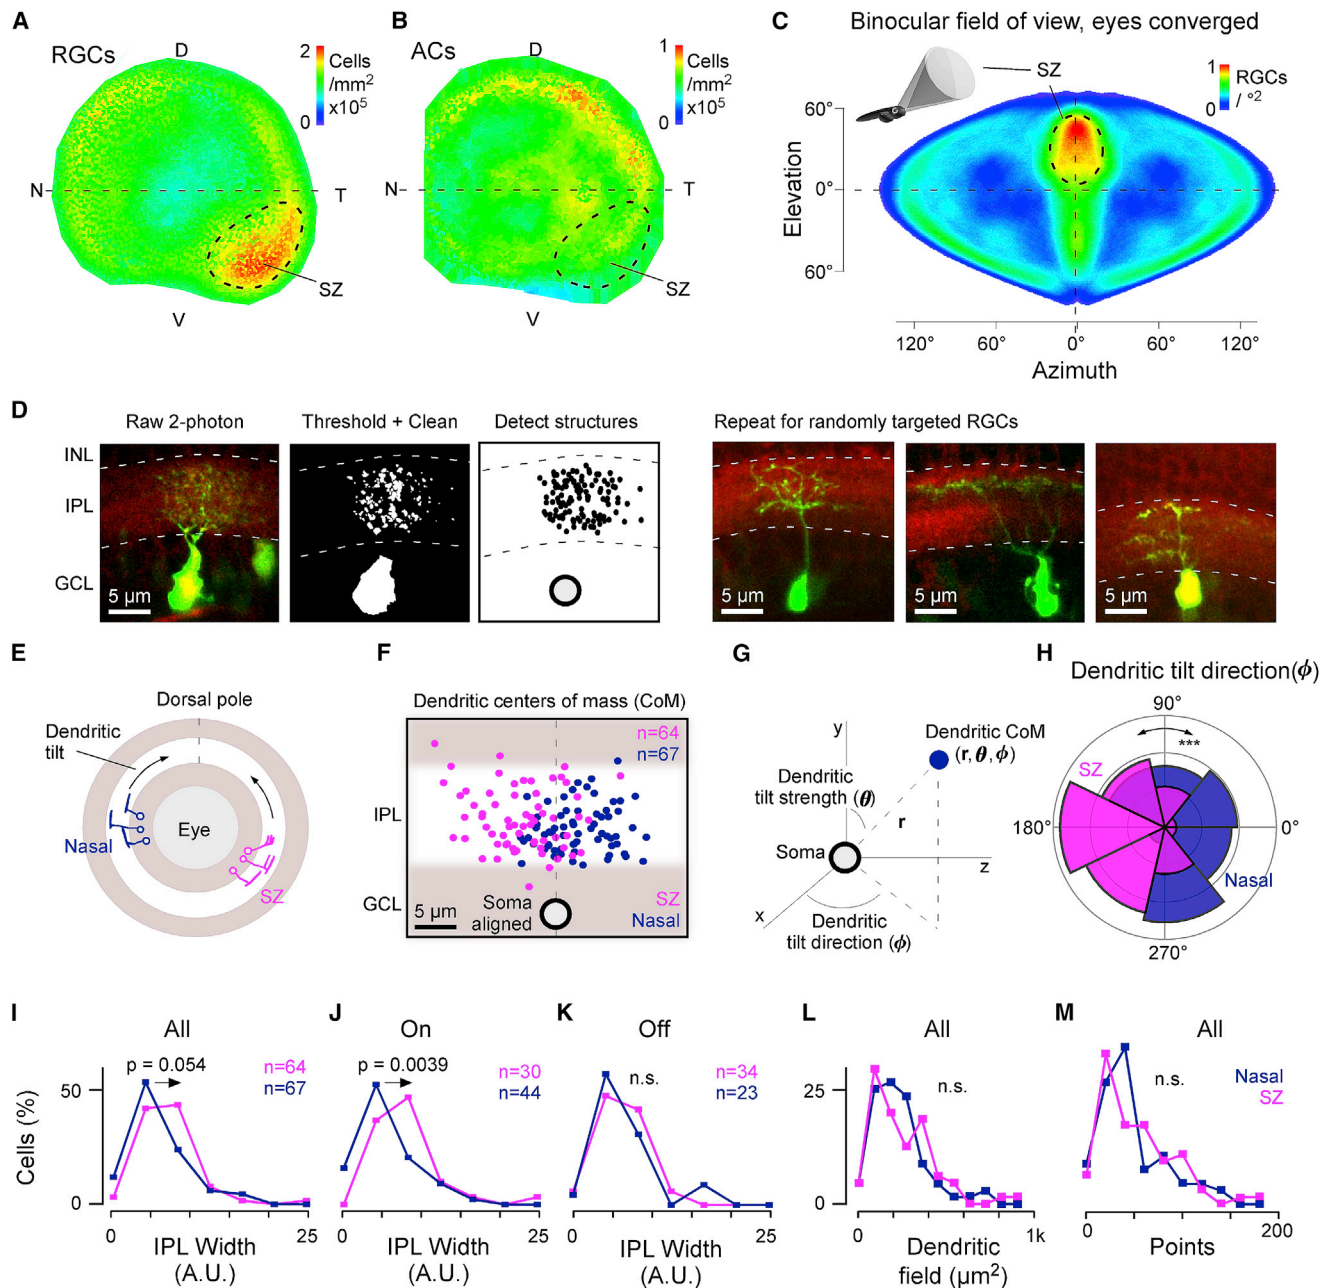 A
RGCs
D
2
Cells
/mm²
x10⁵
0
N
T
SZ
V
B
ACs
D
1
Cells
/mm²
x10⁵
0
N
T
SZ
V
C
Binocular field of view, eyes converged
SZ
1
RGCs
/ °²
0
60°
0°
60°
Elevation
120°
60°
0°
60°
120°
Azimuth
D
Raw 2-photon
Threshold + Clean
Detect structures
Repeat for randomly targeted RGCs
INL
IPL
GCL
5 µm
5 µm
5 µm
5 µm
5 µm
E
Dorsal pole
Dendritic
tilt
Eye
Nasal
SZ
F
Dendritic centers of mass (CoM)
n=64
n=67
IPL
GCL
5 µm
Soma
aligned
SZ
Nasal
G
y
Dendritic CoM
(r, θ, ϕ)
Dendritic
tilt strength (θ)
r
Soma
z
x
Dendritic
tilt direction (ϕ)
H
Dendritic tilt direction(ϕ)
90°
***
SZ
180°
0°
Nasal
270°
I
All
p = 0.054
n=64
n=67
50
0
Cells (%)
0
25
IPL Width
(A.U.)
J
On
p = 0.0039
n=30
n=44
0
25
IPL Width
(A.U.)
K
Off
n.s.
n=34
n=23
0
25
IPL Width
(A.U.)
L
All
n.s.
25
0
0
1k
Dendritic
field (µm²)
M
All
n.s.
Nasal
SZ
25
0
0
200
Points